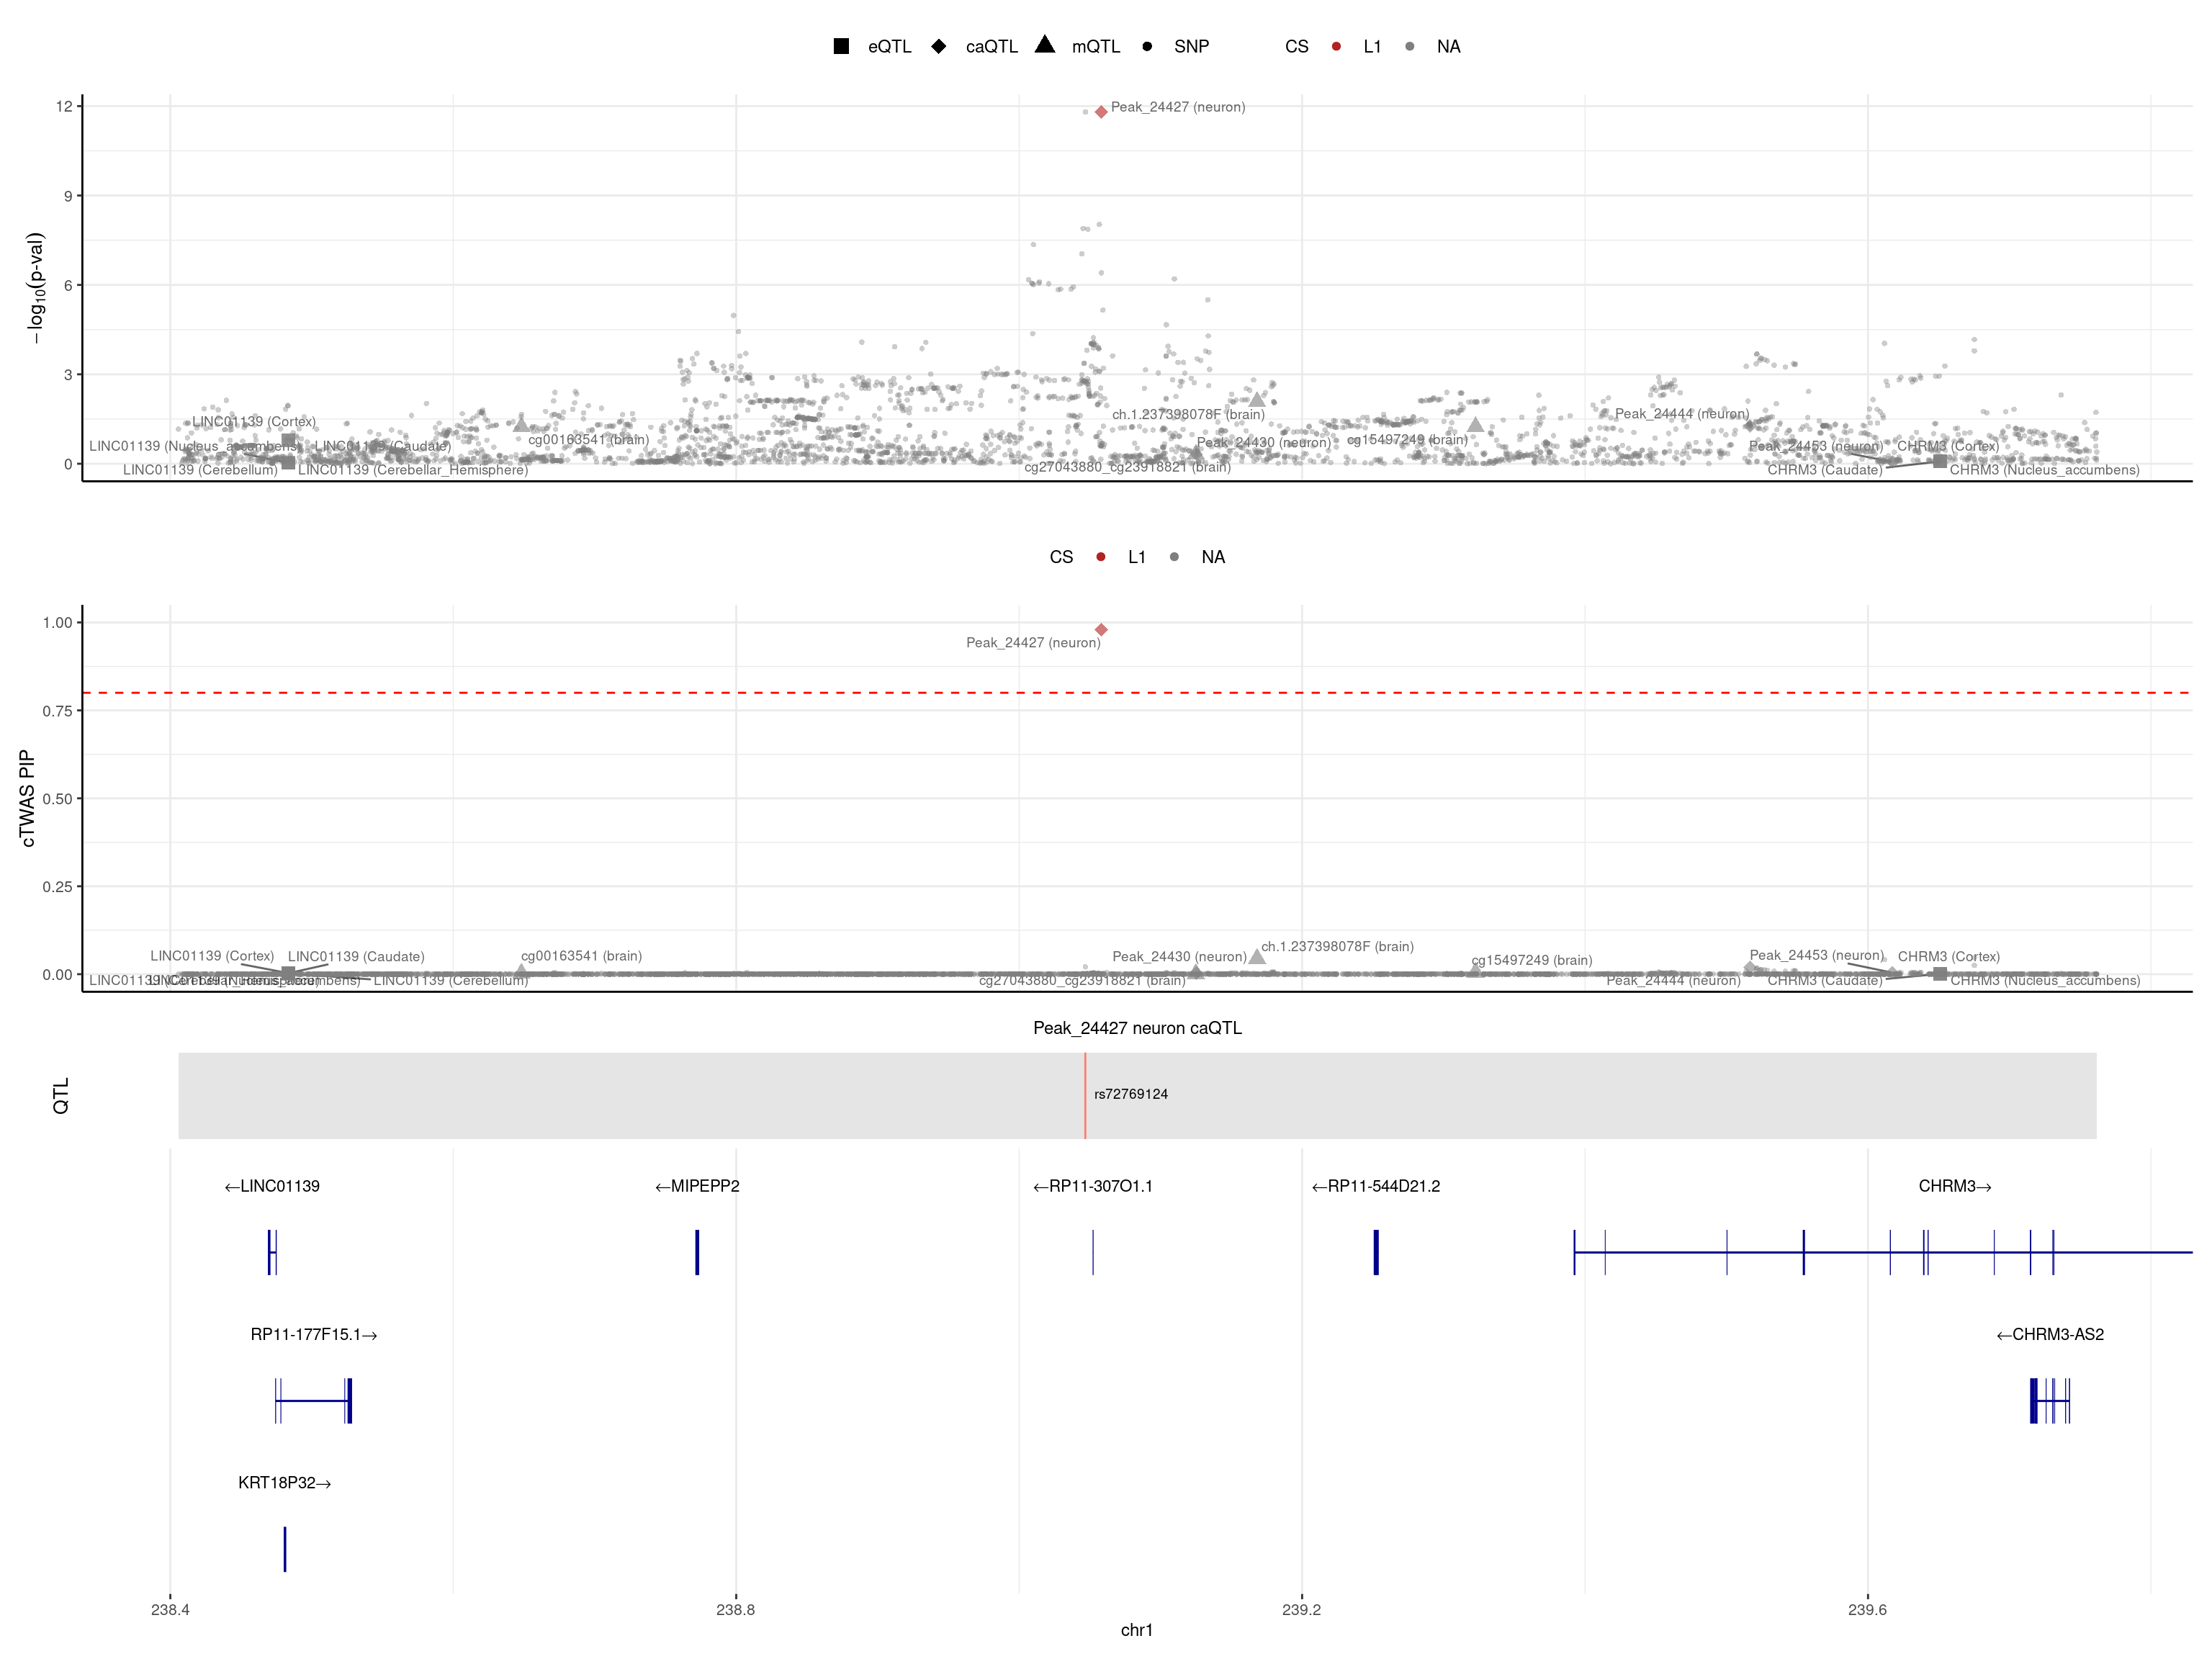 eQTL caQTL mQTL SNP CS L1 NA
12
9
6
3
0
−log10(p-val)
Peak_24427 (neuron)
LINC01139 (Cortex)
LINC01139 (Nucleus_accumbens)
LINC01139 (Caudate)
LINC01139 (Cerebellum)
LINC01139 (Cerebellar_Hemisphere)
cg00163541 (brain)
ch.1.237398078F (brain)
Peak_24430 (neuron)
cg15497249 (brain)
cg27043880_cg23918821 (brain)
Peak_24444 (neuron)
Peak_24453 (neuron)
CHRM3 (Cortex)
CHRM3 (Caudate)
CHRM3 (Nucleus_accumbens)
CS L1 NA
1.00
0.75
0.50
0.25
0.00
cTWAS PIP
Peak_24427 (neuron)
LINC01139 (Cortex)
LINC01139 (Caudate)
LINC01139 (Cerebellum)
cg00163541 (brain)
Peak_24430 (neuron)
ch.1.237398078F (brain)
cg27043880_cg23918821 (brain)
cg15497249 (brain)
Peak_24453 (neuron)
CHRM3 (Cortex)
Peak_24444 (neuron)
CHRM3 (Caudate)
CHRM3 (Nucleus_accumbens)
Peak_24427 neuron caQTL
QTL
rs72769124
←LINC01139
←MIPEPP2
←RP11-307O1.1
←RP11-544D21.2
CHRM3→
RP11-177F15.1→
←CHRM3-AS2
KRT18P32→
238.4
238.8
239.2
239.6
chr1